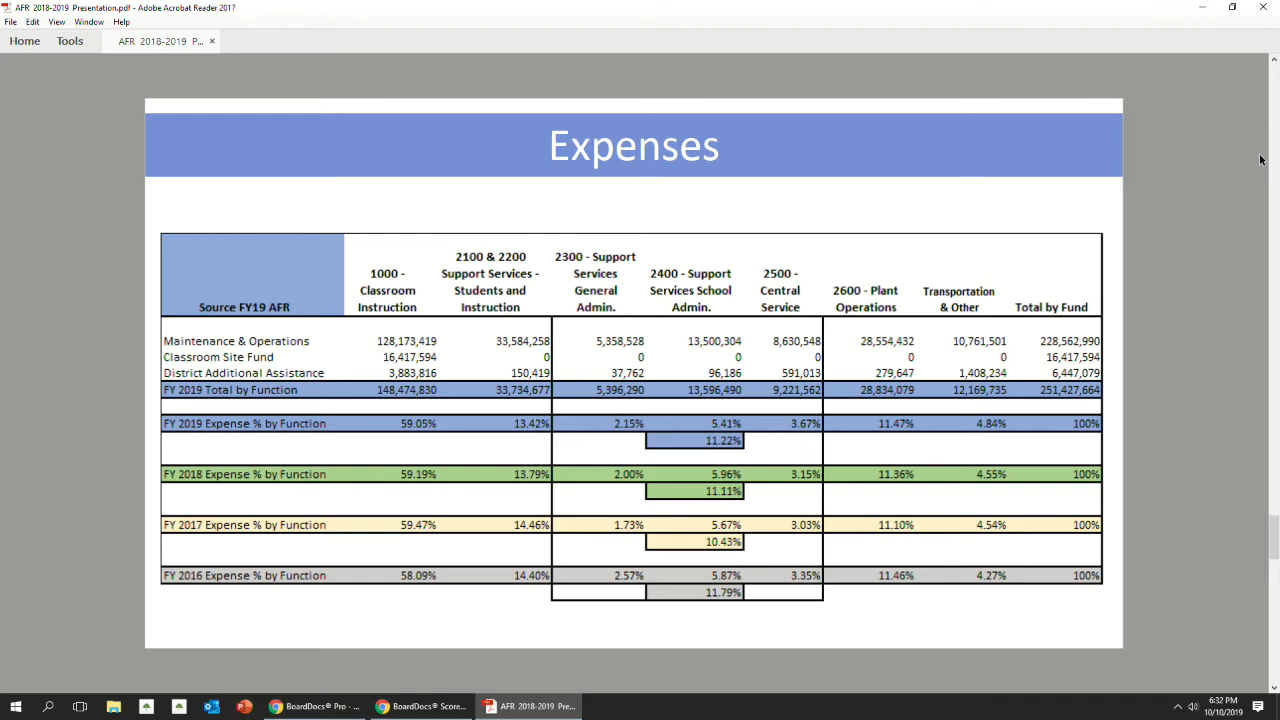 AFR 2018-2019 Presentation.pdf - Adobe Acrobat Reader 2017
File Edit View Window Help
Home Tools AFR 2018-2019 P... ×
Expenses
2100 & 2200 2300 - Support
1000 - Support Services - Services 2400 - Support 2500 -
Classroom Students and General Services School Central 2600 - Plant Transportation
Source FY19 AFR Instruction Instruction Admin. Admin. Service Operations & Other Total by Fund
Maintenance & Operations 128,173,419 33,584,258 5,358,528 13,500,304 8,630,548 28,554,432 10,761,501 228,562,990
Classroom Site Fund 16,417,594 0 0 0 0 0 0 16,417,594
District Additional Assistance 3,883,816 150,419 37,762 96,186 591,013 279,647 1,408,234 6,447,079
FY 2019 Total by Function 148,474,830 33,734,677 5,396,290 13,596,490 9,221,562 28,834,079 12,169,735 251,427,664
FY 2019 Expense % by Function 59.05% 13.42% 2.15% 5.41% 3.67% 11.47% 4.84% 100%
11.22%
FY 2018 Expense % by Function 59.19% 13.79% 2.00% 5.96% 3.15% 11.36% 4.55% 100%
11.11%
FY 2017 Expense % by Function 59.47% 14.46% 1.73% 5.67% 3.03% 11.10% 4.54% 100%
10.43%
FY 2016 Expense % by Function 58.09% 14.40% 2.57% 5.87% 3.35% 11.46% 4.27% 100%
11.79%
BoardDocs® Pro - ... BoardDocs® Score... AFR 2018-2019 Pre... 6:32 PM
10/10/2019